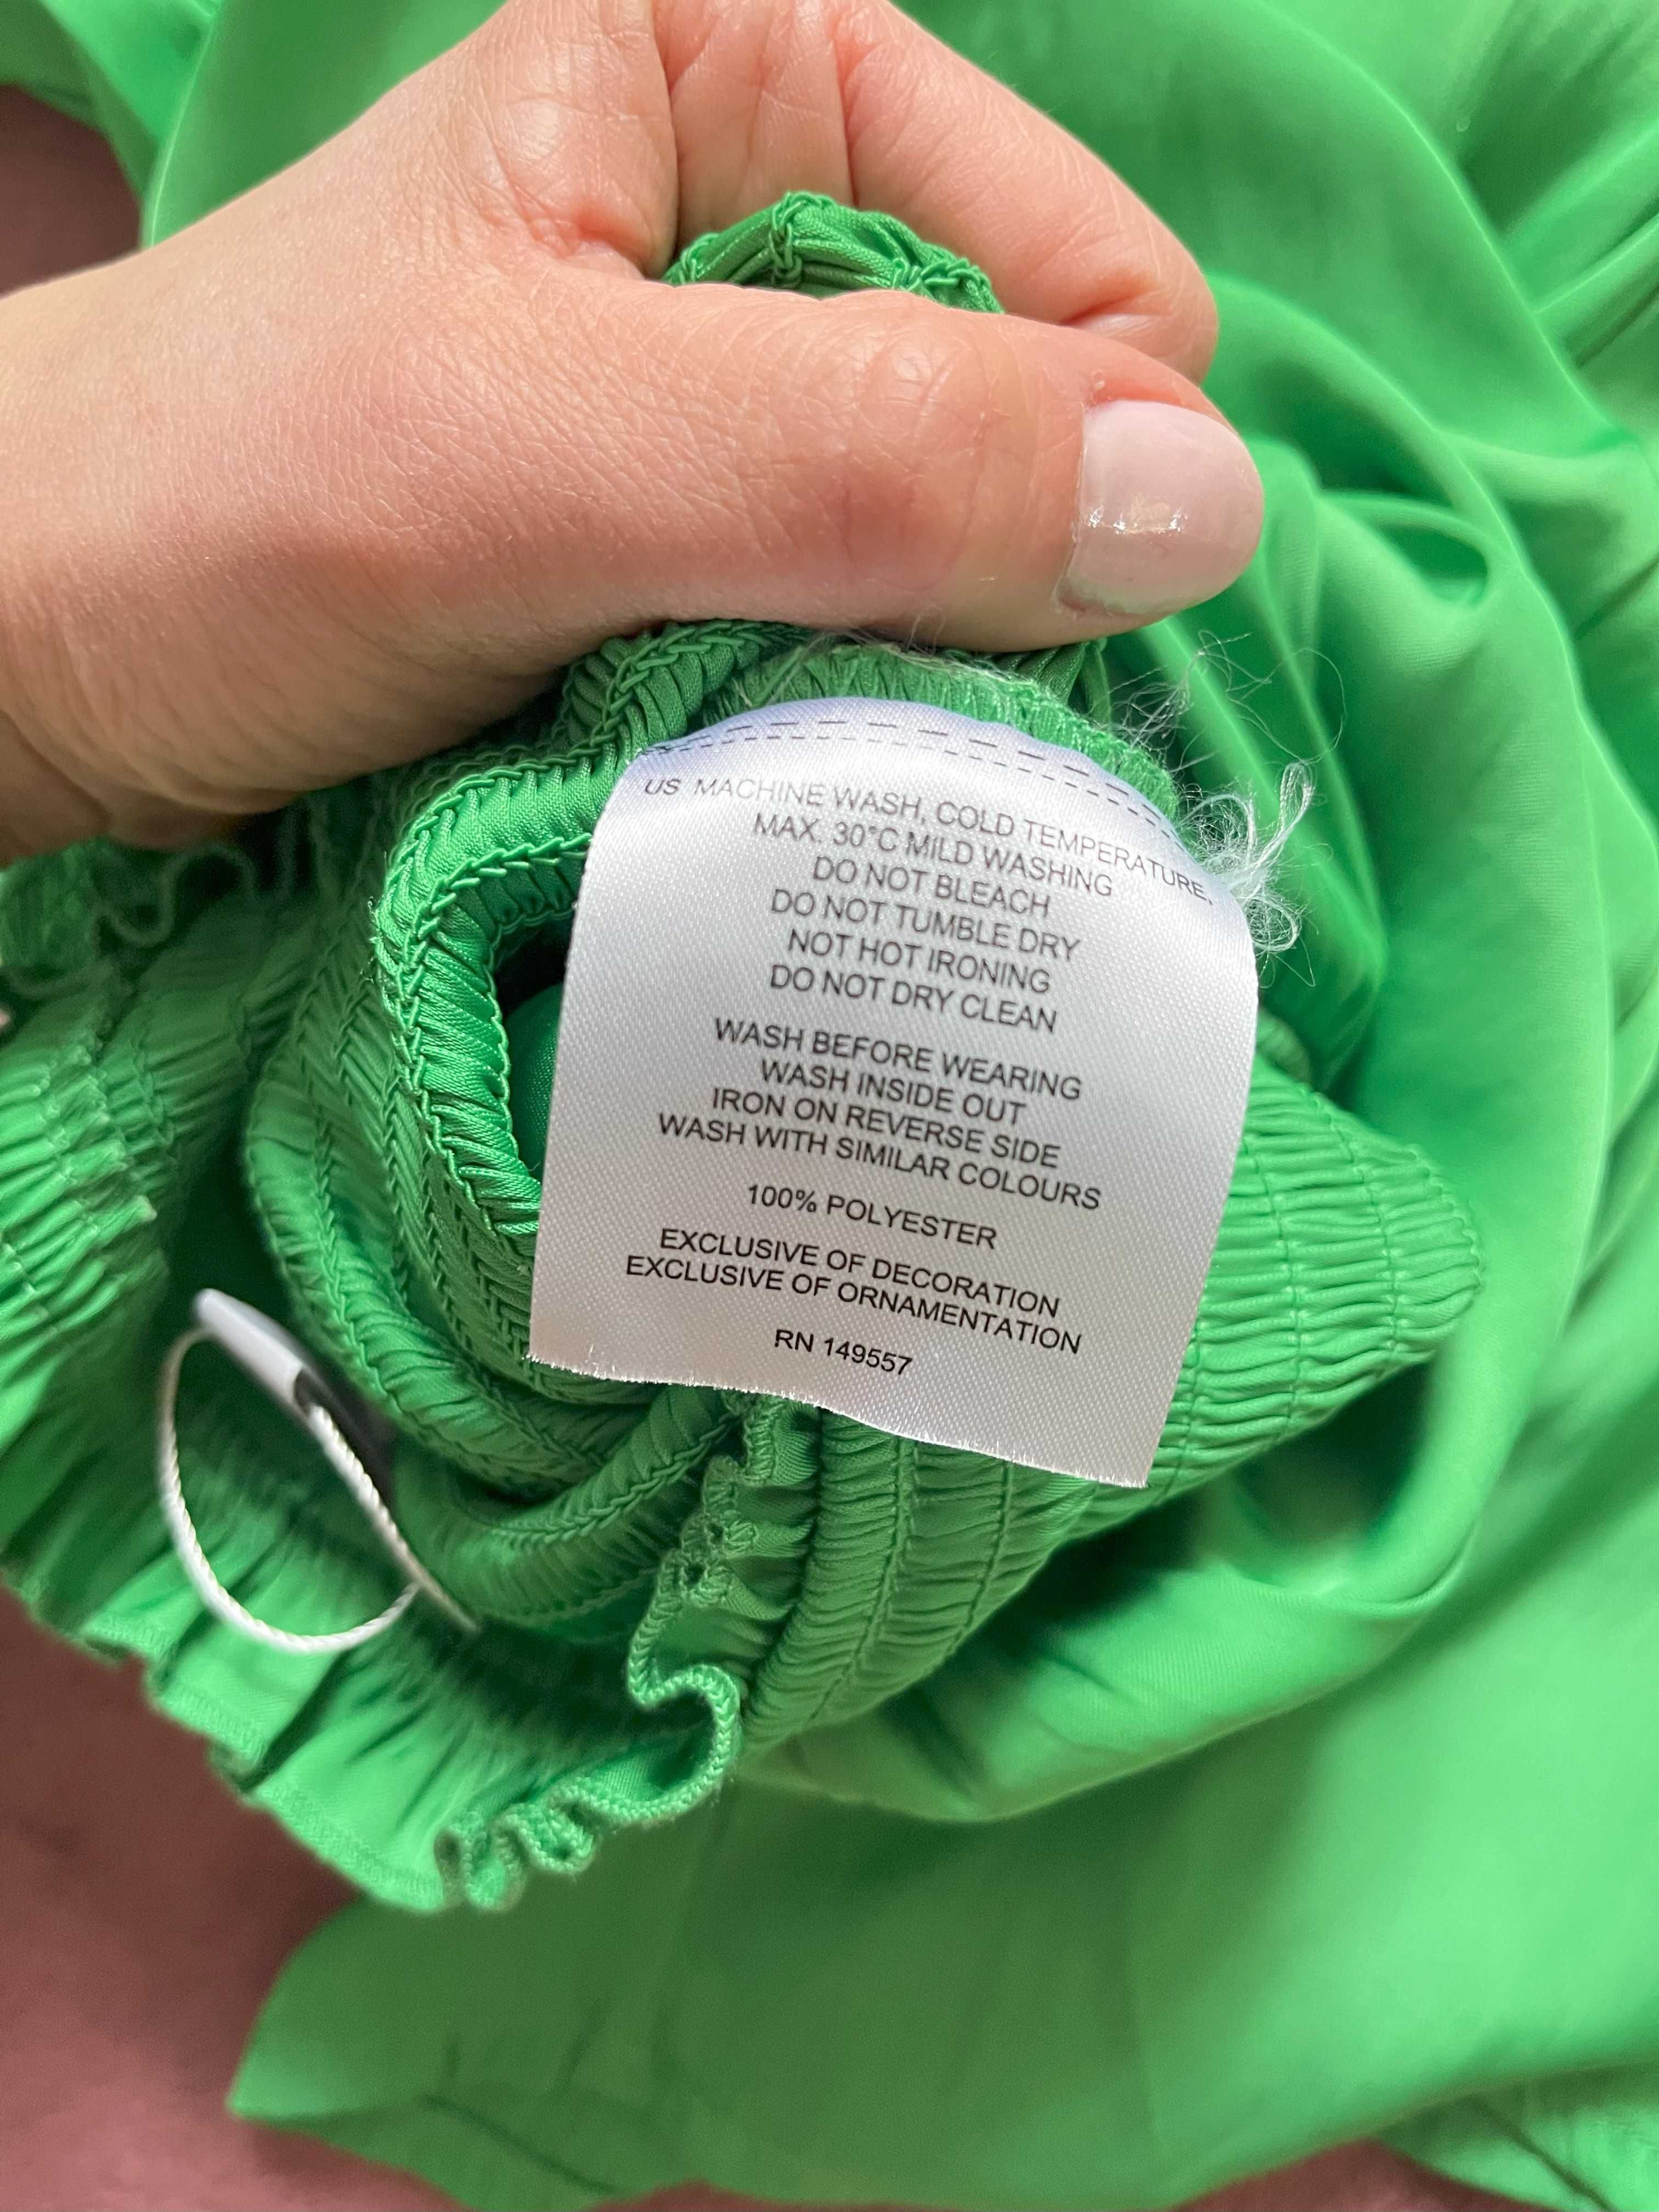 US MACHINE WASH, COLD TEMPERATURE.
MAX. 30°C MILD WASHING
DO NOT BLEACH
DO NOT TUMBLE DRY
NOT HOT IRONING
DO NOT DRY CLEAN
WASH BEFORE WEARING
WASH INSIDE OUT
IRON ON REVERSE SIDE
WASH WITH SIMILAR COLOURS
100% POLYESTER
EXCLUSIVE OF DECORATION
EXCLUSIVE OF ORNAMENTATION
RN 149557